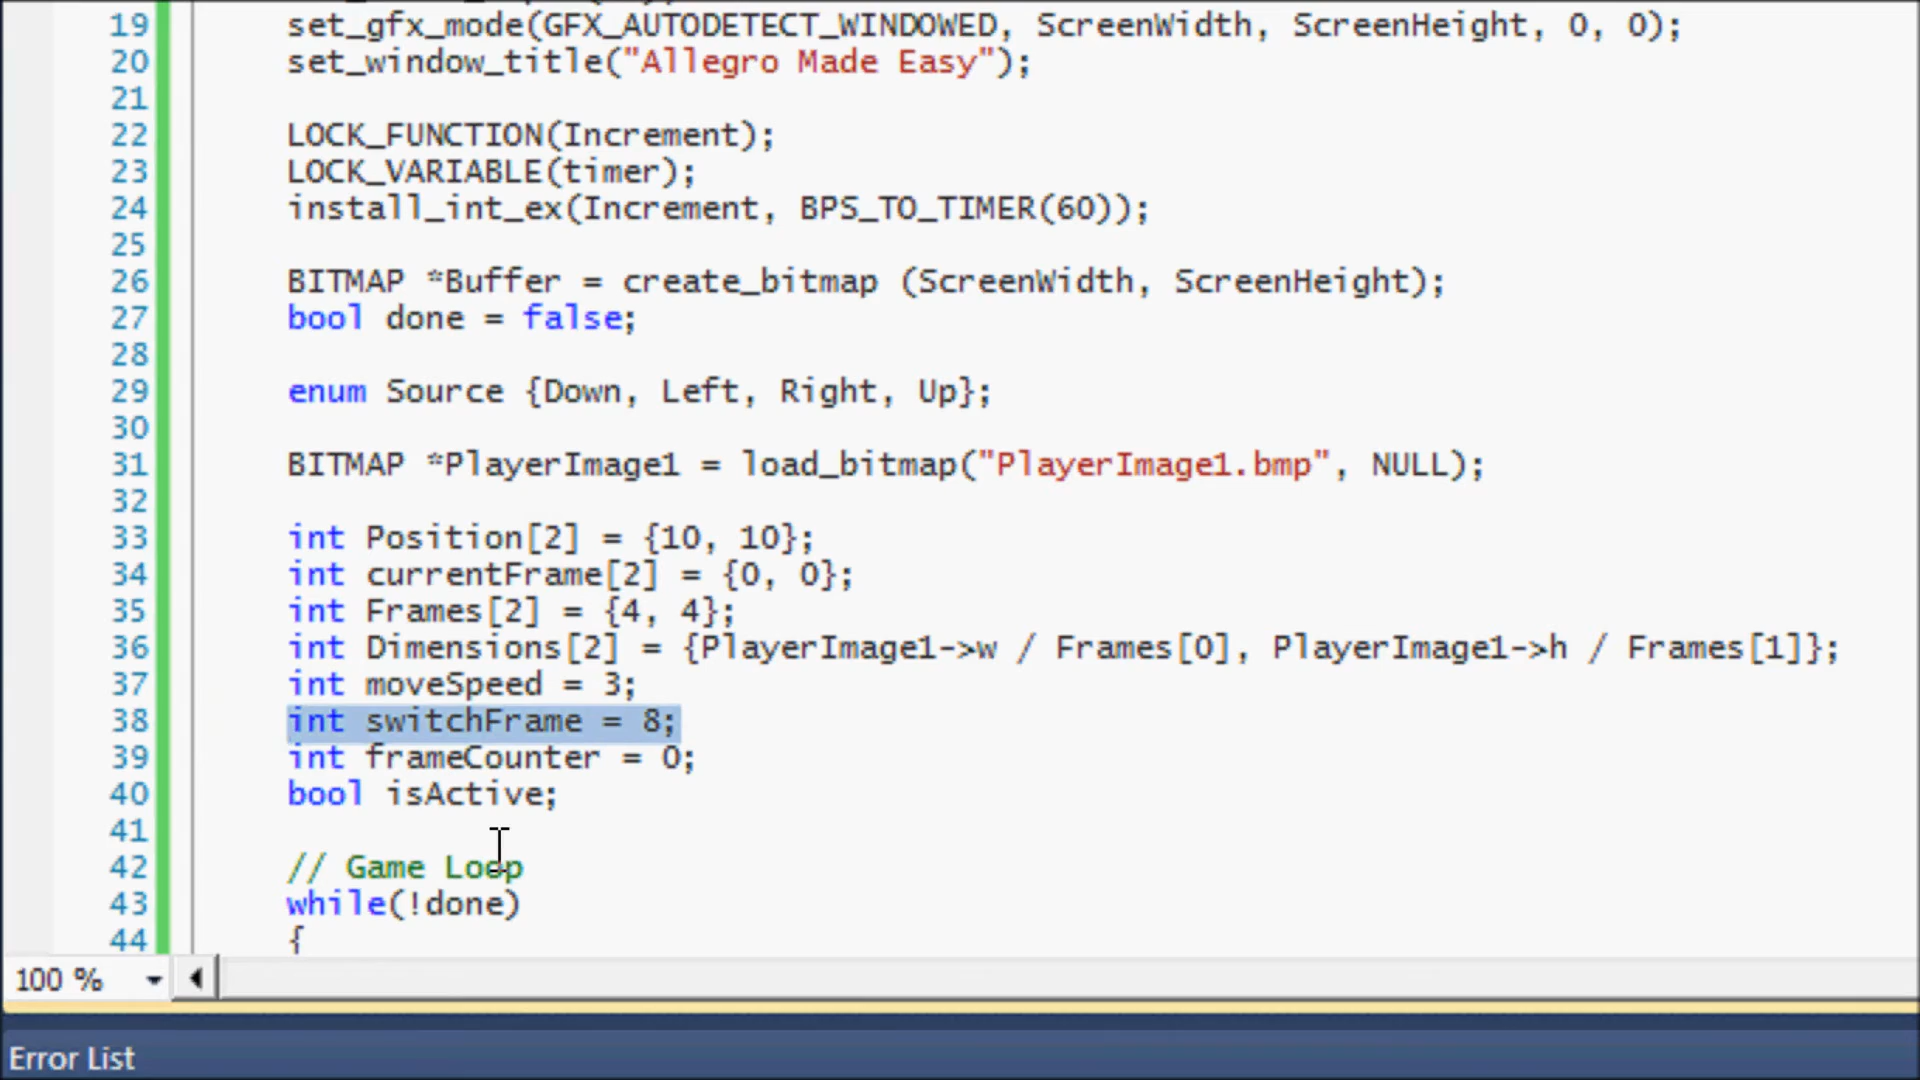 19 set_gfx_mode(GFX_AUTODETECT_WINDOWED, ScreenWidth, ScreenHeight, 0, 0);
20 set_window_title("Allegro Made Easy");
21
22 LOCK_FUNCTION(Increment);
23 LOCK_VARIABLE(timer);
24 install_int_ex(Increment, BPS_TO_TIMER(60));
25
26 BITMAP *Buffer = create_bitmap (ScreenWidth, ScreenHeight);
27 bool done = false;
28
29 enum Source {Down, Left, Right, Up};
30
31 BITMAP *PlayerImage1 = load_bitmap("PlayerImage1.bmp", NULL);
32
33 int Position[2] = {10, 10};
34 int currentFrame[2] = {0, 0};
35 int Frames[2] = {4, 4};
36 int Dimensions[2] = {PlayerImage1->w / Frames[0], PlayerImage1->h / Frames[1]};
37 int moveSpeed = 3;
38 int switchFrame = 8;
39 int frameCounter = 0;
40 bool isActive;
41
42 // Game Loop
43 while(!done)
44 {
100 %
Error List